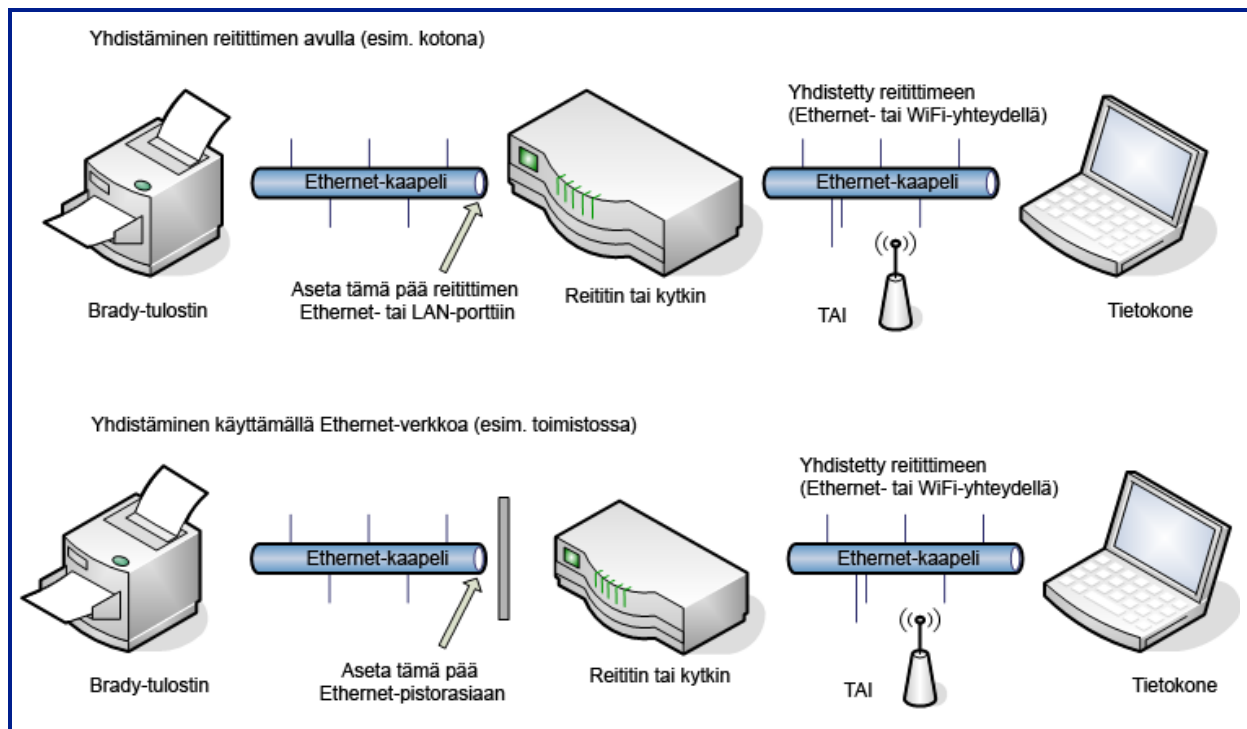 Yhdistäminen reitittimen avulla (esim. kotona)
Yhdistetty reitittimeen
(Ethernet- tai WiFi-yhteydellä)
Ethernet-kaapeli
Ethernet-kaapeli
Aseta tämä pää reitittimen
Ethernet- tai LAN-porttiin
Brady-tulostin
Reititin tai kytkin
TAI
Tietokone
Yhdistäminen käyttämällä Ethernet-verkkoa (esim. toimistossa)
Yhdistetty reitittimeen
(Ethernet- tai WiFi-yhteydellä)
Ethernet-kaapeli
Ethernet-kaapeli
Aseta tämä pää
Ethernet-pistorasiaan
Brady-tulostin
Reititin tai kytkin
TAI
Tietokone